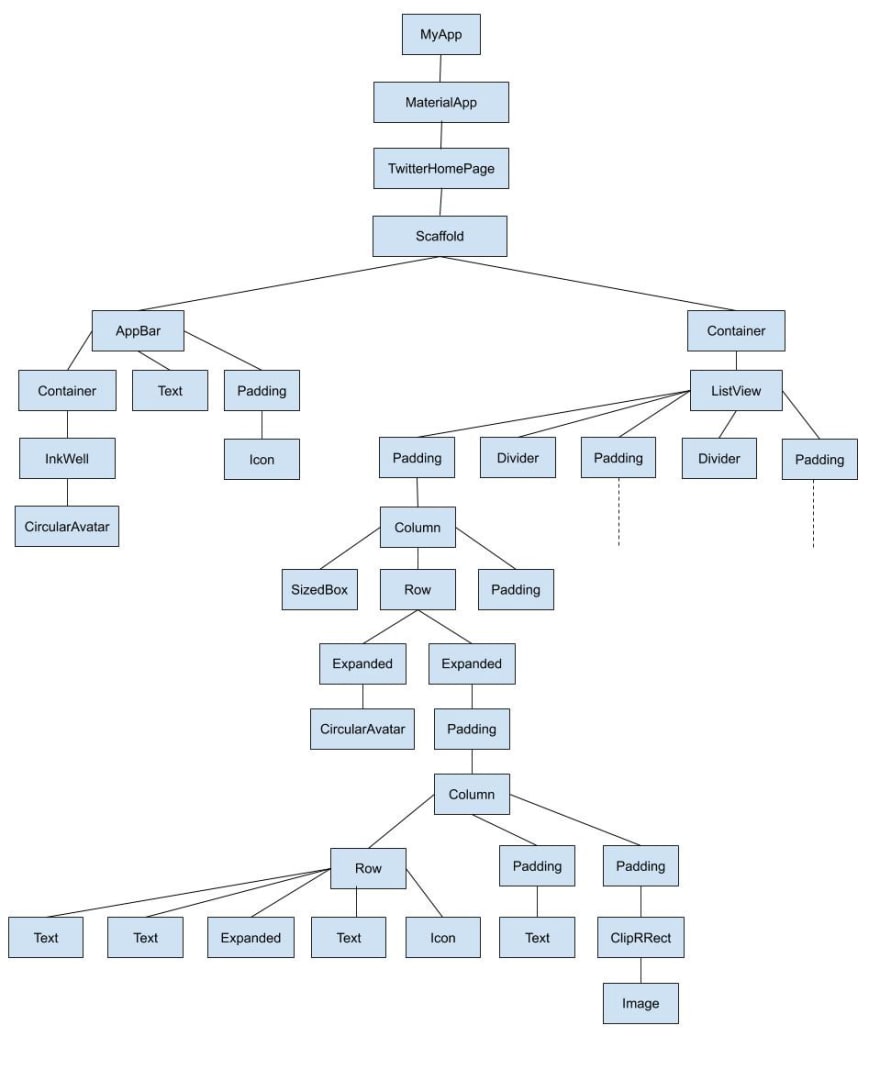 MyApp
MaterialApp
TwitterHomePage
Scaffold
AppBar
Container
Container
Text
Padding
ListView
InkWell
Icon
Padding
Divider
Padding
Divider
Padding
CircularAvatar
Column
SizedBox
Row
Padding
Expanded
Expanded
CircularAvatar
Padding
Column
Row
Padding
Padding
Text
Text
Expanded
Text
Icon
Text
ClipRRect
Image